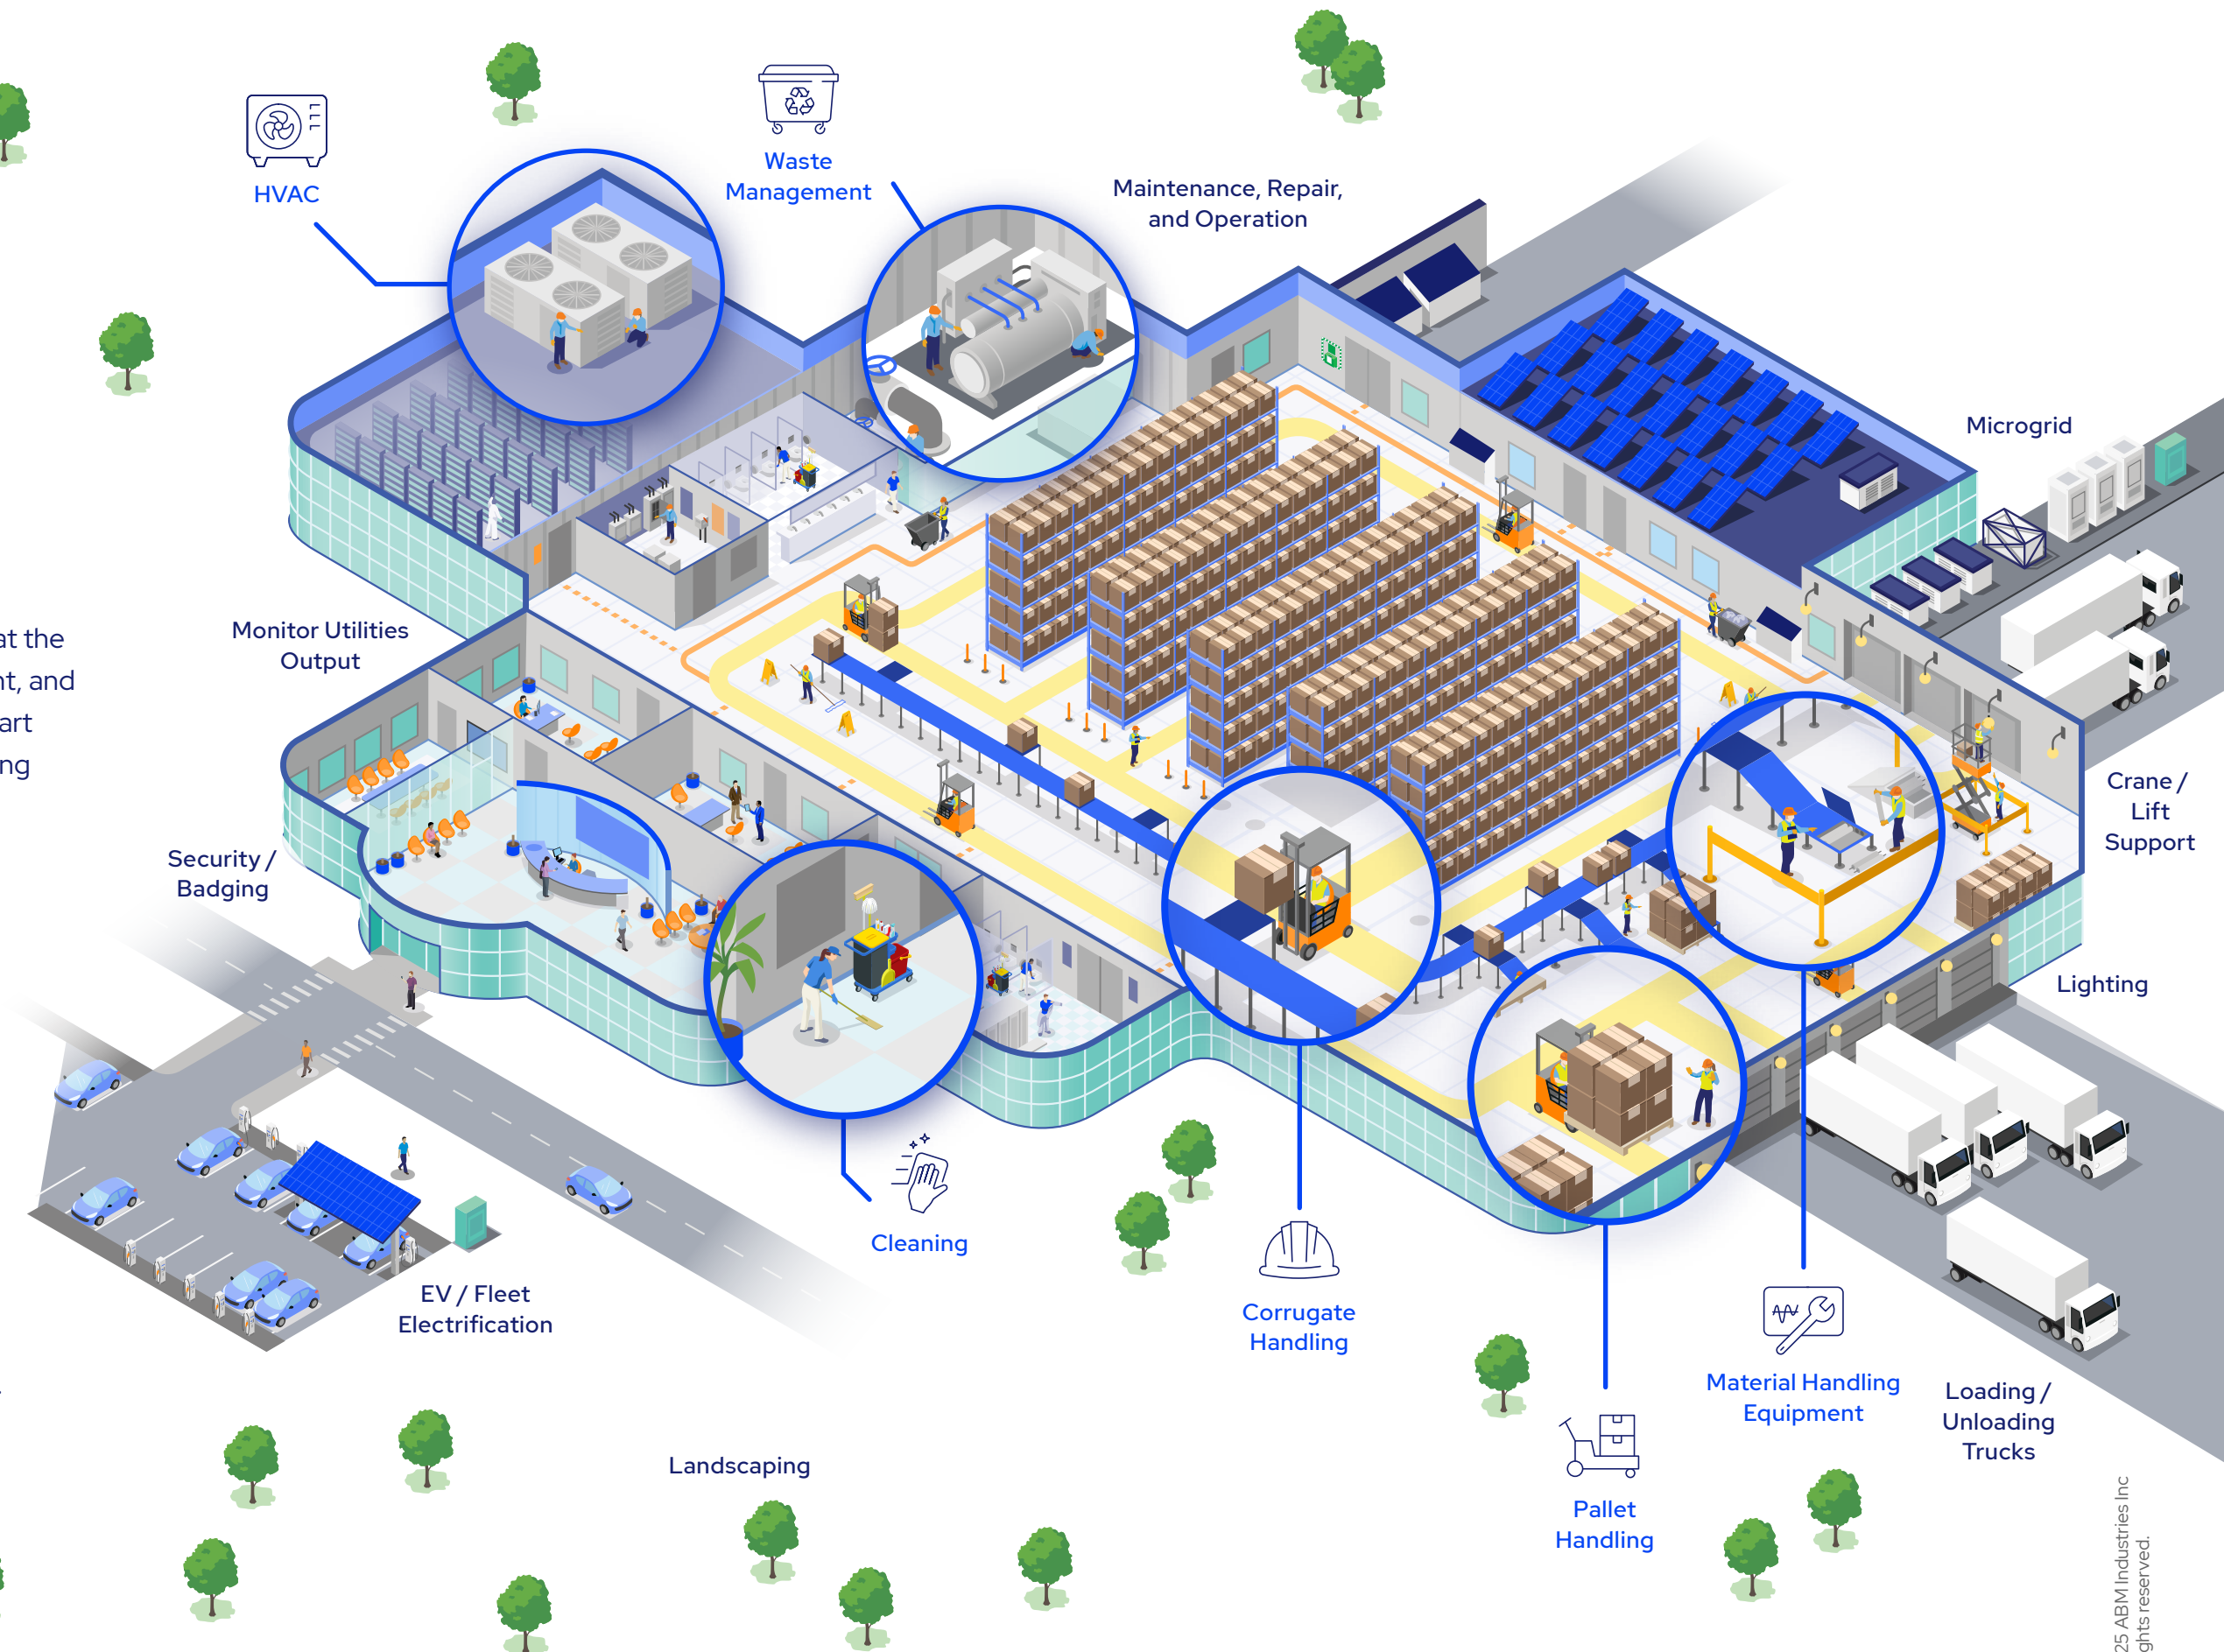 HVAC
Waste
Management
Maintenance, Repair,
and Operation
Microgrid
at the
nt, and
art
ng
Monitor Utilities
Output
Security /
Badging
Crane /
Lift
Support
Lighting
Cleaning
EV / Fleet
Electrification
Corrugate
Handling
Material Handling
Equipment
Loading /
Unloading
Trucks
Landscaping
Pallet
Handling
25 ABM Industries Inc
ghts reserved.